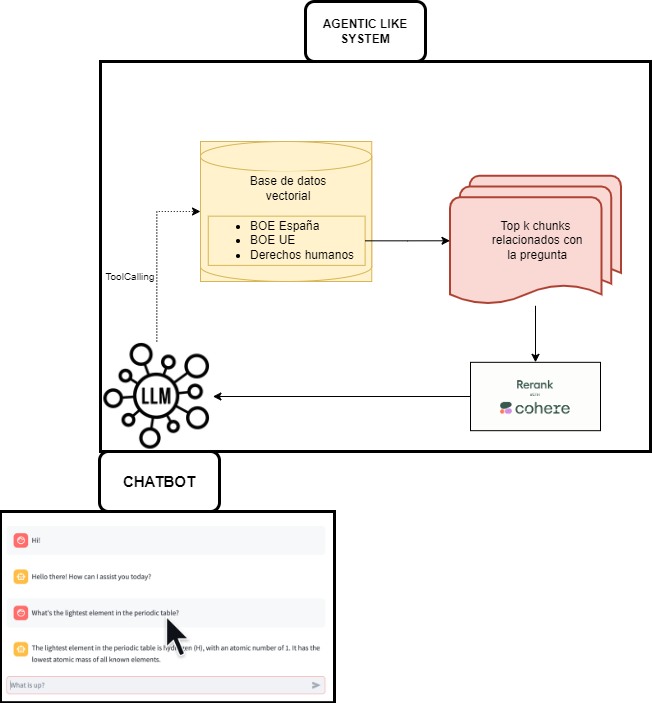 AGENTIC LIKE
SYSTEM
Base de datos
vectorial
BOE España
BOE UE
Derechos humanos
Top k chunks
relacionados con
la pregunta
ToolCalling
LLM
Rerank
WITH
cohere
CHATBOT
Hi!
Hello there! How can I assist you today?
What's the lightest element in the periodic table?
The lightest element in the periodic table is (H), with an atomic number of 1. It has the
lowest atomic mass of all known elements.
What is up?